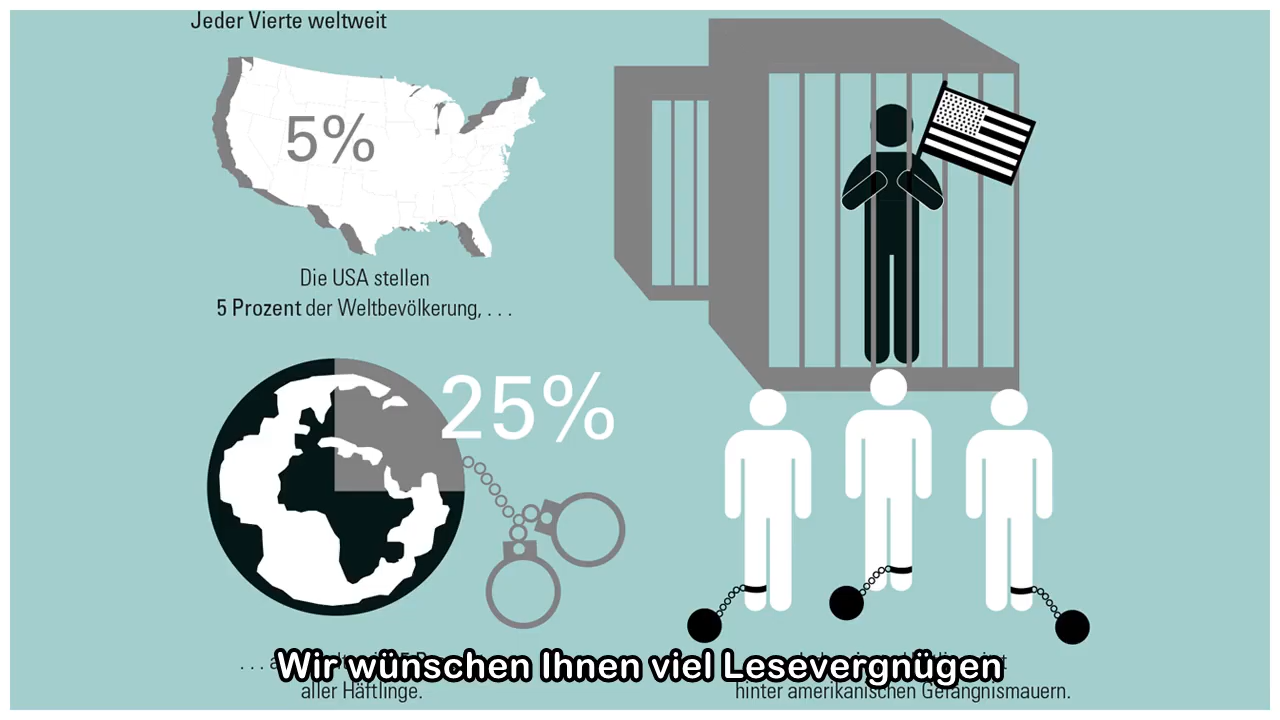 Jeder Vierte weltweit
5%
Die USA stellen
5 Prozent der Weltbevölkerung, . . .
25%
. . .
aller Häftlinge.
hinter amerikanischen Gefängnismauern.
Wir wünschen Ihnen viel Lesevergnügen